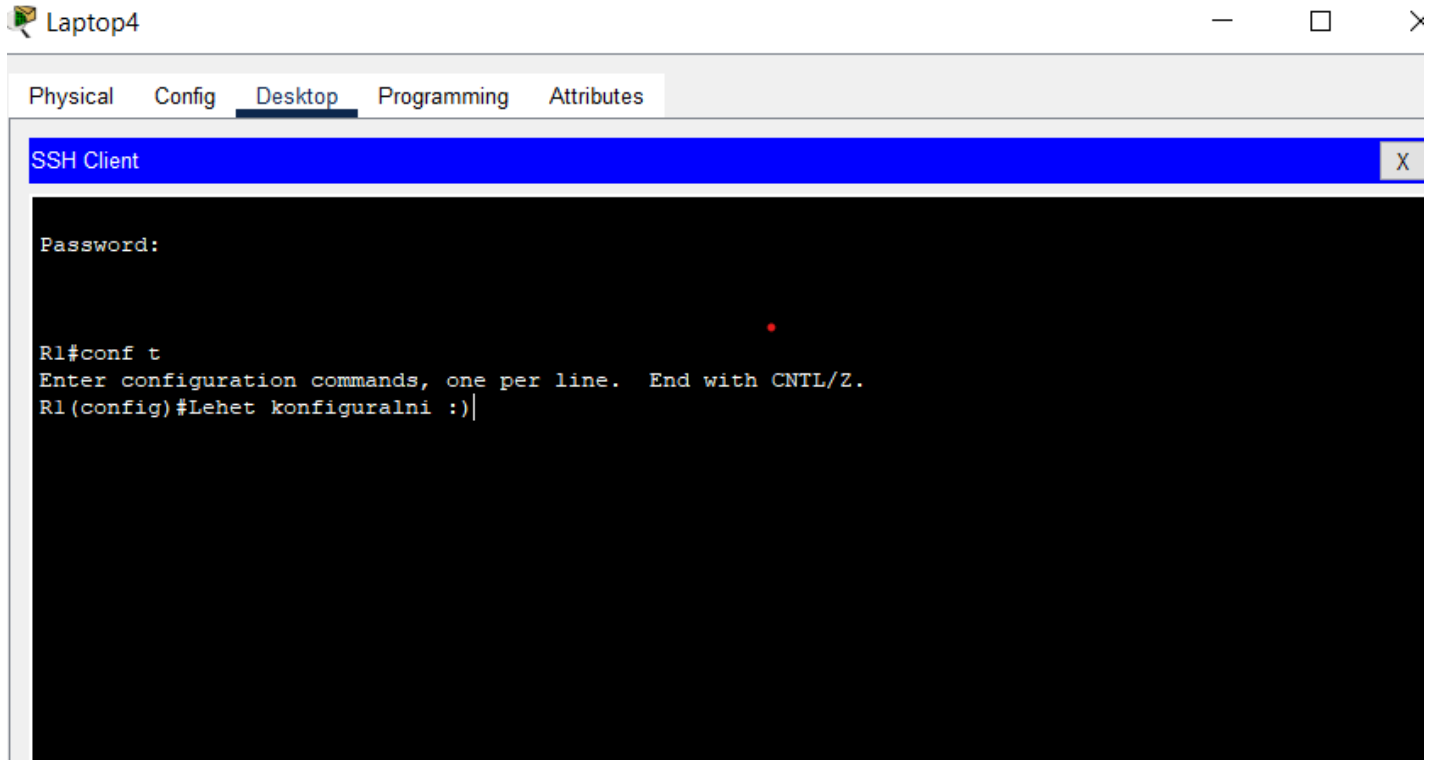 Laptop4
Physical Config Desktop Programming Attributes
SSH Client X
Password:
R1#conf t
Enter configuration commands, one per line.  End with CNTL/Z.
R1(config)#Lehet konfiguralni :)